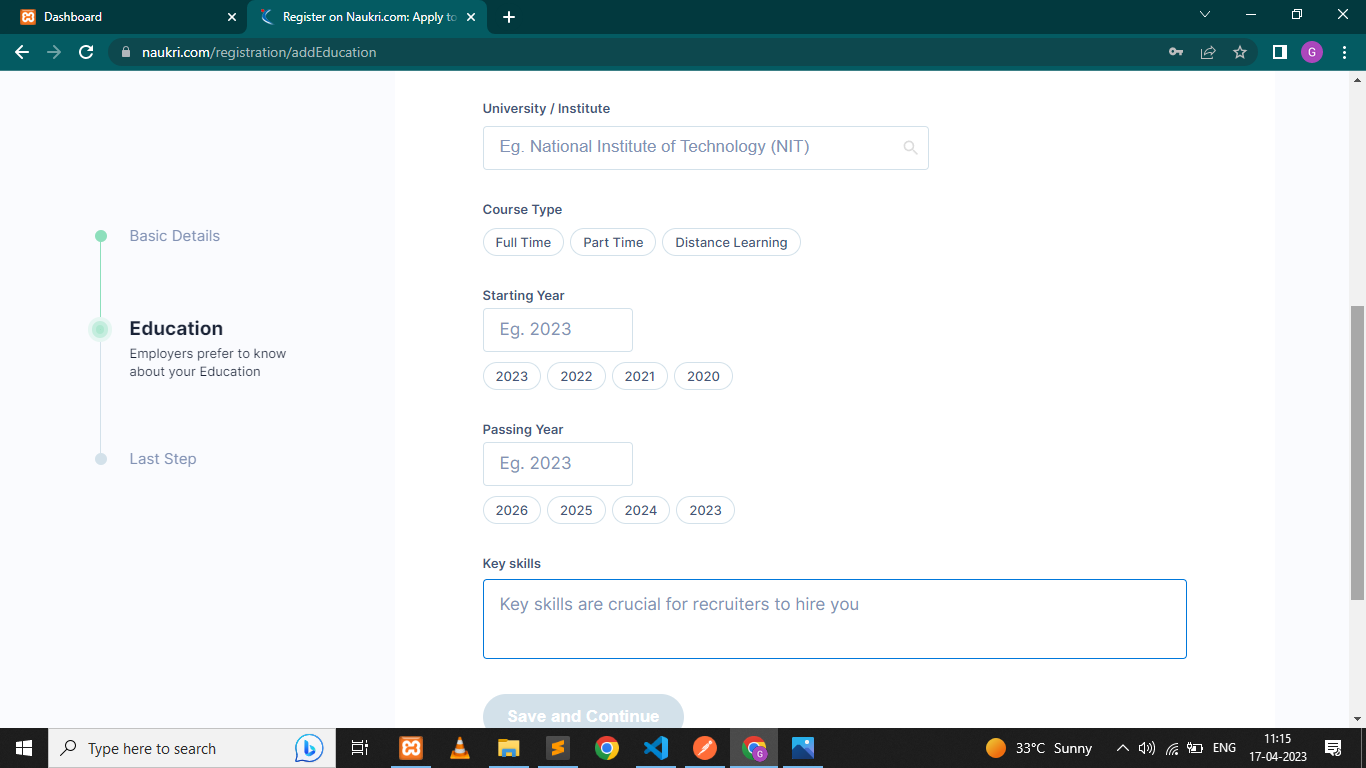 Dashboard
Register on Naukri.com: Apply to
naukri.com/registration/addEducation
G
University / Institute
Eg. National Institute of Technology (NIT)
Course Type
Full Time
Part Time
Distance Learning
Basic Details
Education
Employers prefer to know
about your Education
Last Step
Starting Year
Eg. 2023
2023
2022
2021
2020
Passing Year
Eg. 2023
2026
2025
2024
2023
Key skills
Key skills are crucial for recruiters to hire you
Save and Continue
Type here to search
G
33°C Sunny
ENG
11:15
17-04-2023